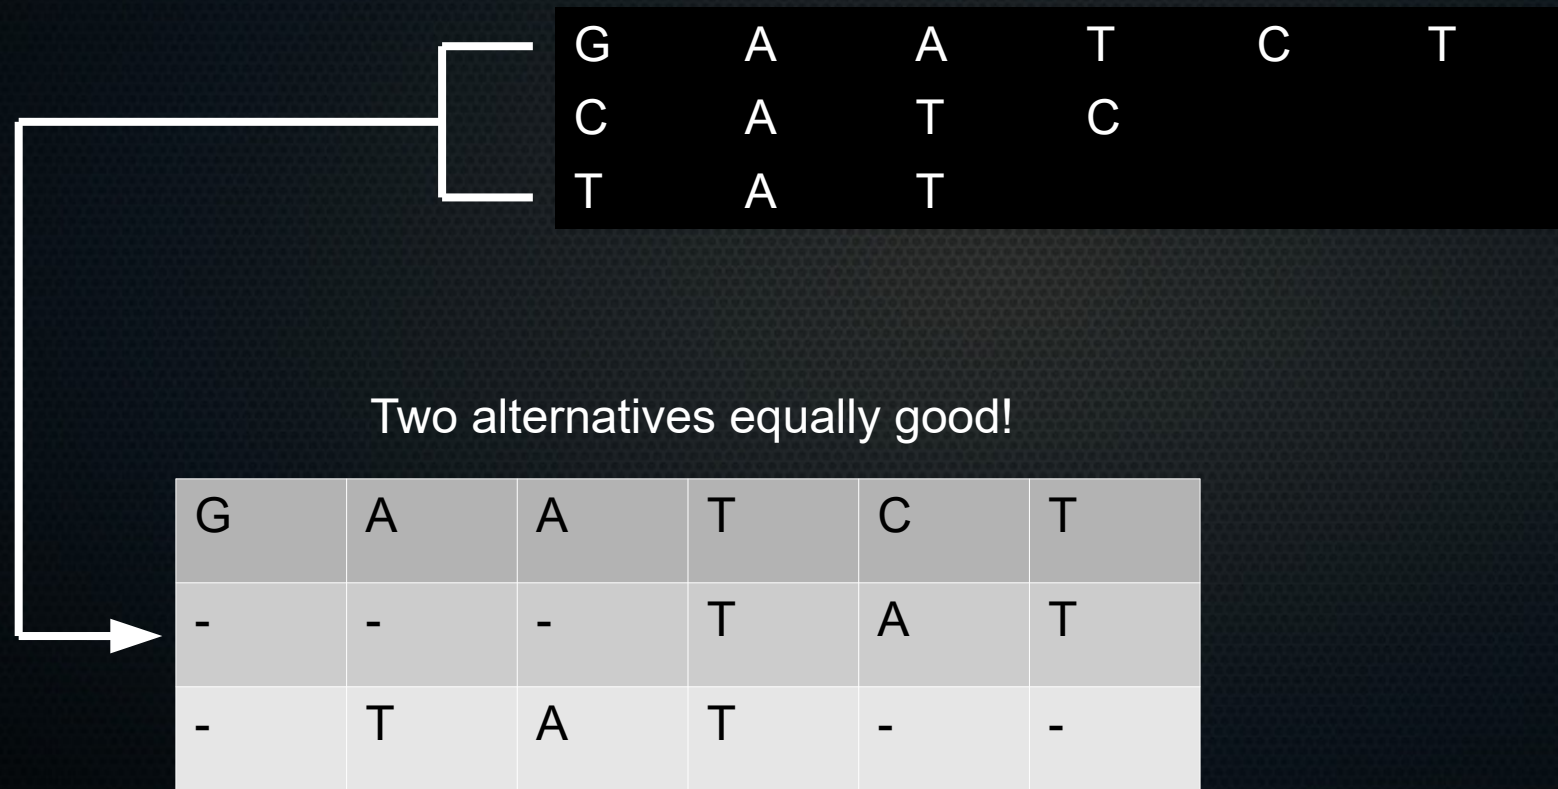 G A A T C T
C A T C
T A T
Two alternatives equally good!
G A A T C T
- - - T A T
- T A T - -